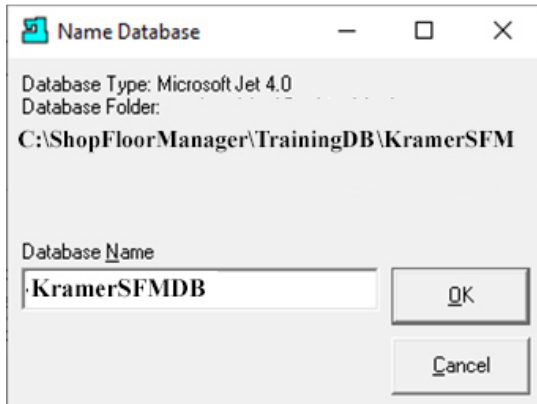 Name Database
Database Type: Microsoft Jet 4.0
Database Folder:
C:\ShopFloorManager\TrainingDB\KramerSFM
Database Name
KramerSFMDB
OK
Cancel